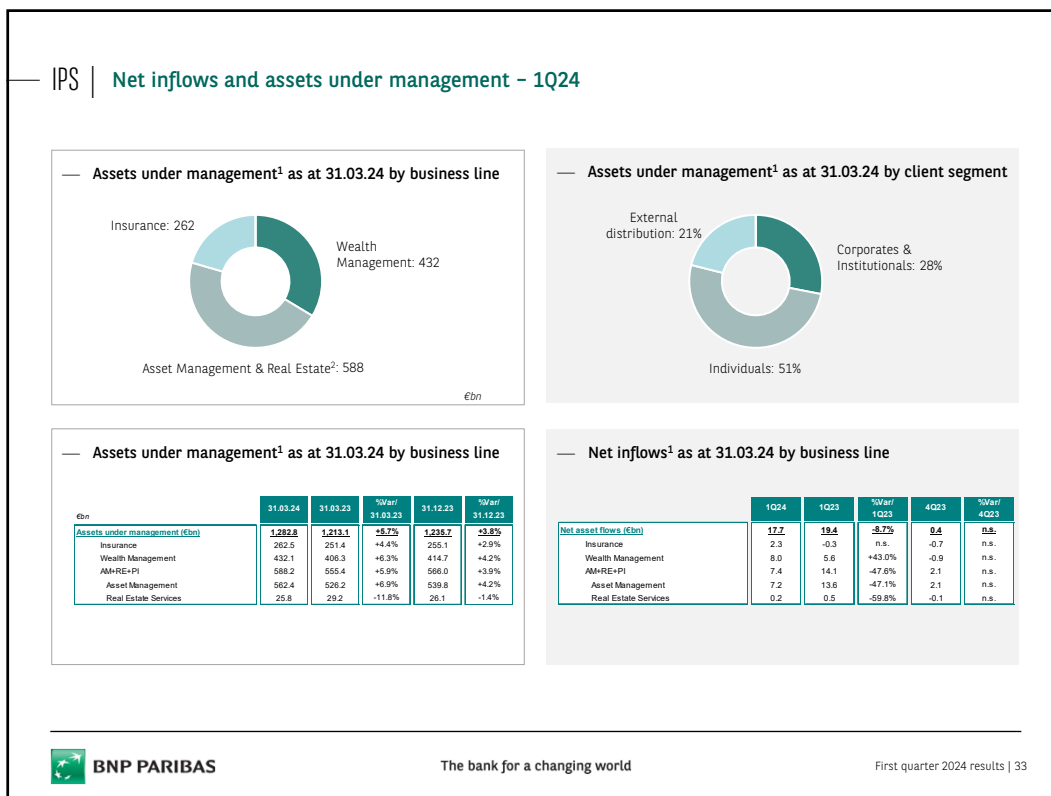 IPS | Net inflows and assets under management – 1Q24
Assets under management¹ as at 31.03.24 by business line
Insurance: 262
Wealth
Management: 432
Asset Management & Real Estate²: 588
€bn
Assets under management¹ as at 31.03.24 by client segment
External
distribution: 21%
Corporates &
Institutionals: 28%
Individuals: 51%
Assets under management¹ as at 31.03.24 by business line
€bn 31.03.24 31.03.23 %Var/ 31.03.23 31.12.23 %Var/ 31.12.23
Assets under management (€bn) 1,282.8 1,213.1 +5.7% 1,235.7 +3.8%
Insurance 262.5 251.4 +4.4% 255.1 +2.9%
Wealth Management 432.1 406.3 +6.3% 414.7 +4.2%
AM+RE+PI 588.2 555.4 +5.9% 566.0 +3.9%
Asset Management 562.4 526.2 +6.9% 539.8 +4.2%
Real Estate Services 25.8 29.2 -11.8% 26.1 -1.4%
Net inflows¹ as at 31.03.24 by business line
1Q24 1Q23 %Var/ 1Q23 4Q23 %Var/ 4Q23
Net asset flows (€bn) 17.7 19.4 -8.7% 0.4 n.s.
Insurance 2.3 -0.3 n.s. -0.7 n.s.
Wealth Management 8.0 5.6 +43.0% -0.9 n.s.
AM+RE+PI 7.4 14.1 -47.6% 2.1 n.s.
Asset Management 7.2 13.6 -47.1% 2.1 n.s.
Real Estate Services 0.2 0.5 -59.8% -0.1 n.s.
BNP PARIBAS
The bank for a changing world
First quarter 2024 results | 33